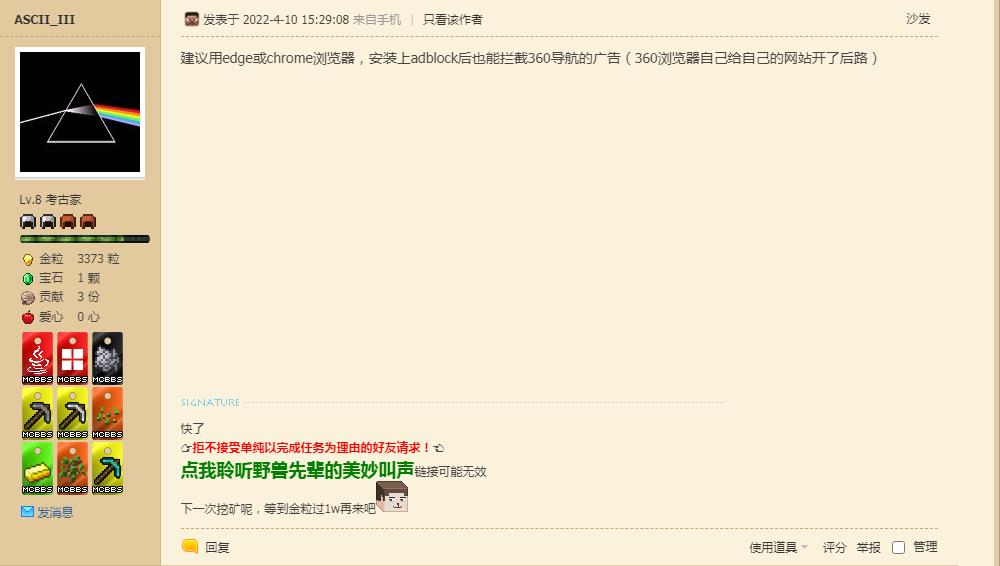 ASCII_III
发表于 2022-4-10 15:29:08 来自手机 | 只看该作者 沙发
建议用edge或chrome浏览器，安装上adblock后也能拦截360导航的广告（360浏览器自己给自己的网站开了后路）
Lv.8 考古家
金粒 3373 粒
宝石 1 颗
贡献 3 份
爱心 0 心
MCBBS MCBBS MCBBS
MCBBS MCBBS MCBBS
MCBBS MCBBS MCBBS
发消息
SIGNATURE
快了
👉拒不接受单纯以完成任务为理由的好友请求！👈
点我聆听野兽先辈的美妙叫声链接可能无效
下一次挖矿呢，等到金粒过1w再来吧
回复 使用道具 评分 举报 管理